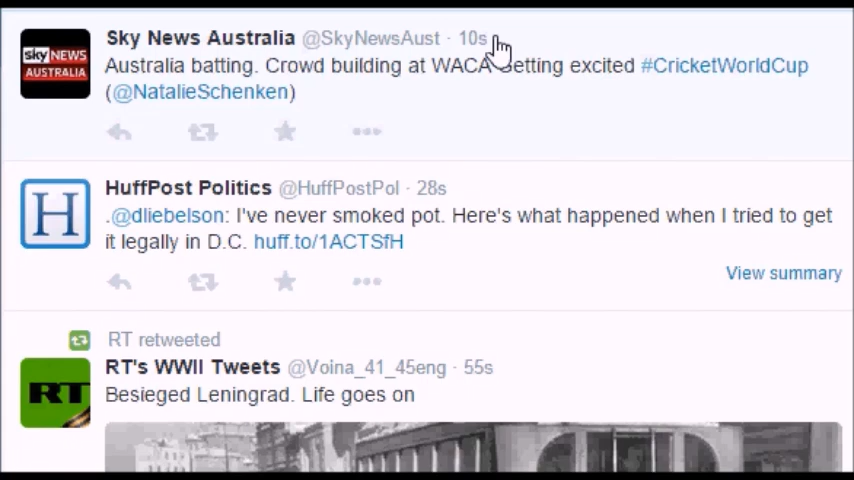 Sky News Australia @SkyNewsAust · 10s
sky NEWS
AUSTRALIA
Australia batting. Crowd building at WACA Getting excited #CricketWorldCup
(@NatalieSchenken)
HuffPost Politics @HuffPostPol · 28s
H
.@dliebelson: I've never smoked pot. Here's what happened when I tried to get
it legally in D.C. huff.to/1ACTSfH
View summary
RT retweeted
RT's WWII Tweets @Voina_41_45eng · 55s
RT
Besieged Leningrad. Life goes on